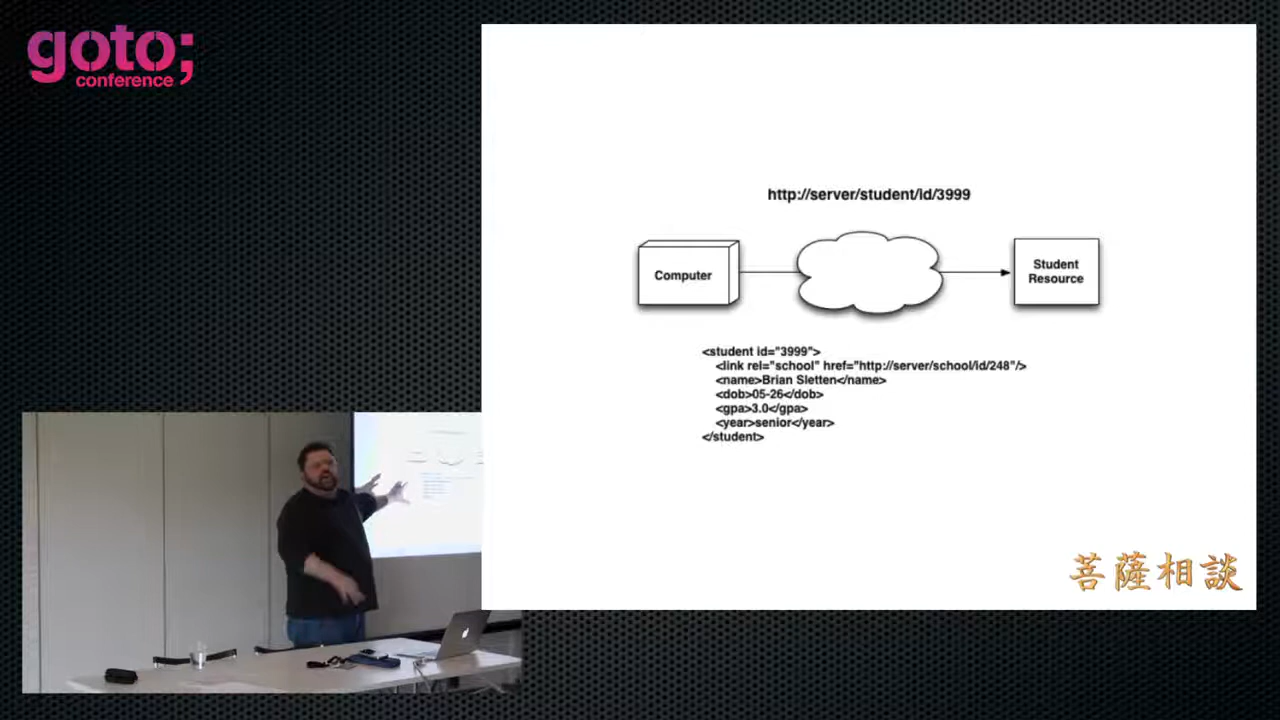 goto;
conference
http://server/student/id/3999
Computer
Student
Resource
<student id="3999">
<link rel="school" href="http://server/school/id/248"/>
<name>Brian Sletten</name>
<dob>05-26</dob>
<gpa>3.0</gpa>
<year>senior</year>
</student>
菩薩相談